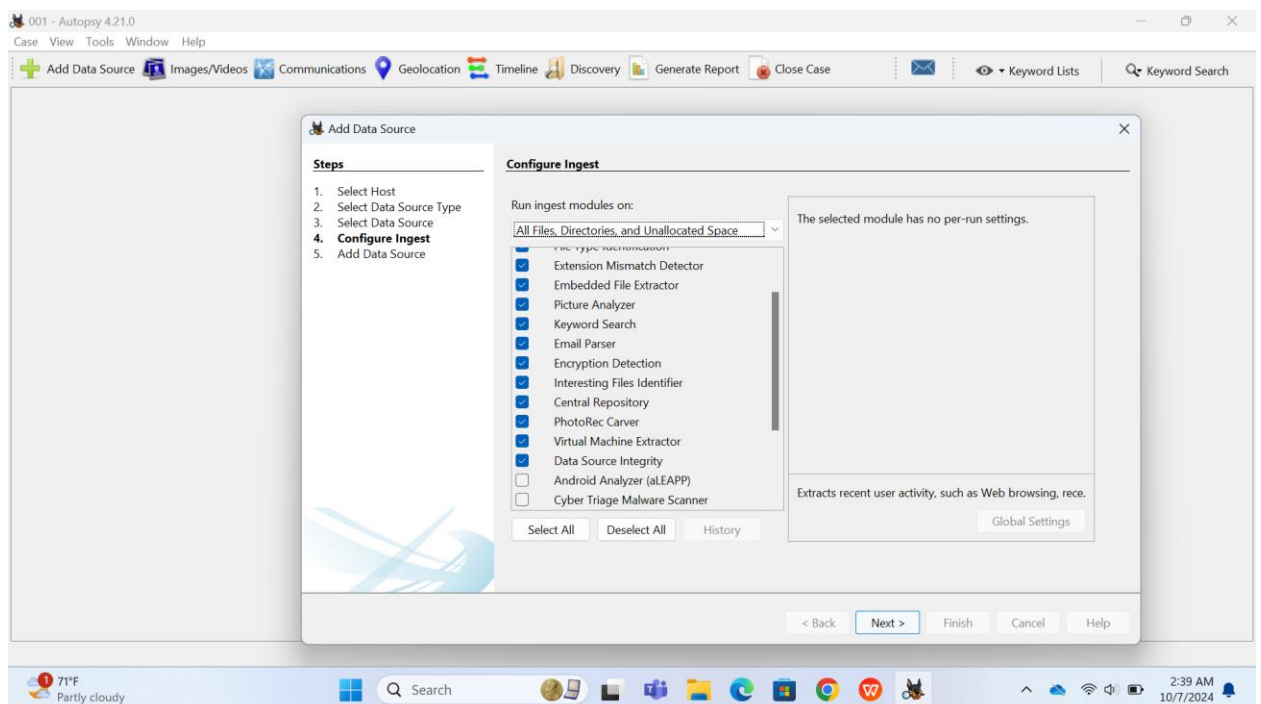 001 - Autopsy 4.21.0
Case View Tools Window Help
Add Data Source Images/Videos Communications Geolocation Timeline Discovery Generate Report Close Case Keyword Lists Keyword Search
Add Data Source
Steps
1. Select Host
2. Select Data Source Type
3. Select Data Source
4. Configure Ingest
5. Add Data Source
Configure Ingest
Run ingest modules on:
All Files, Directories, and Unallocated Space
File Type Identification
Extension Mismatch Detector
Embedded File Extractor
Picture Analyzer
Keyword Search
Email Parser
Encryption Detection
Interesting Files Identifier
Central Repository
PhotoRec Carver
Virtual Machine Extractor
Data Source Integrity
Android Analyzer (aLEAPP)
Cyber Triage Malware Scanner
Select All Deselect All History
The selected module has no per-run settings.
Extracts recent user activity, such as Web browsing, rece.
Global Settings
< Back Next > Finish Cancel Help
1
71°F
Partly cloudy
Search
W
2:39 AM
10/7/2024